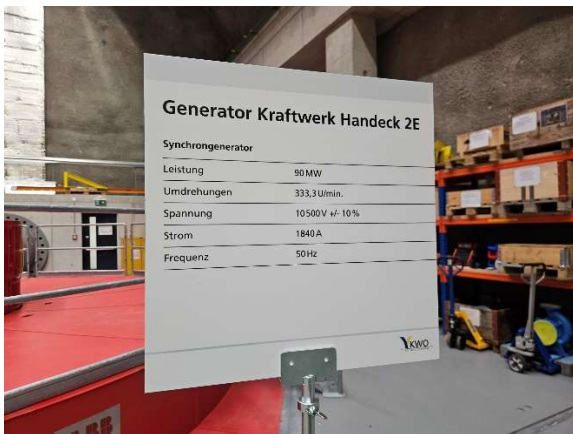 Generator Kraftwerk Handeck 2E
Synchrongenerator
Leistung 90 MW
Umdrehungen 333,3 U/min.
Spannung 10500 V +/- 10%
Strom 1840 A
Frequenz 50 Hz
KWO
ABB